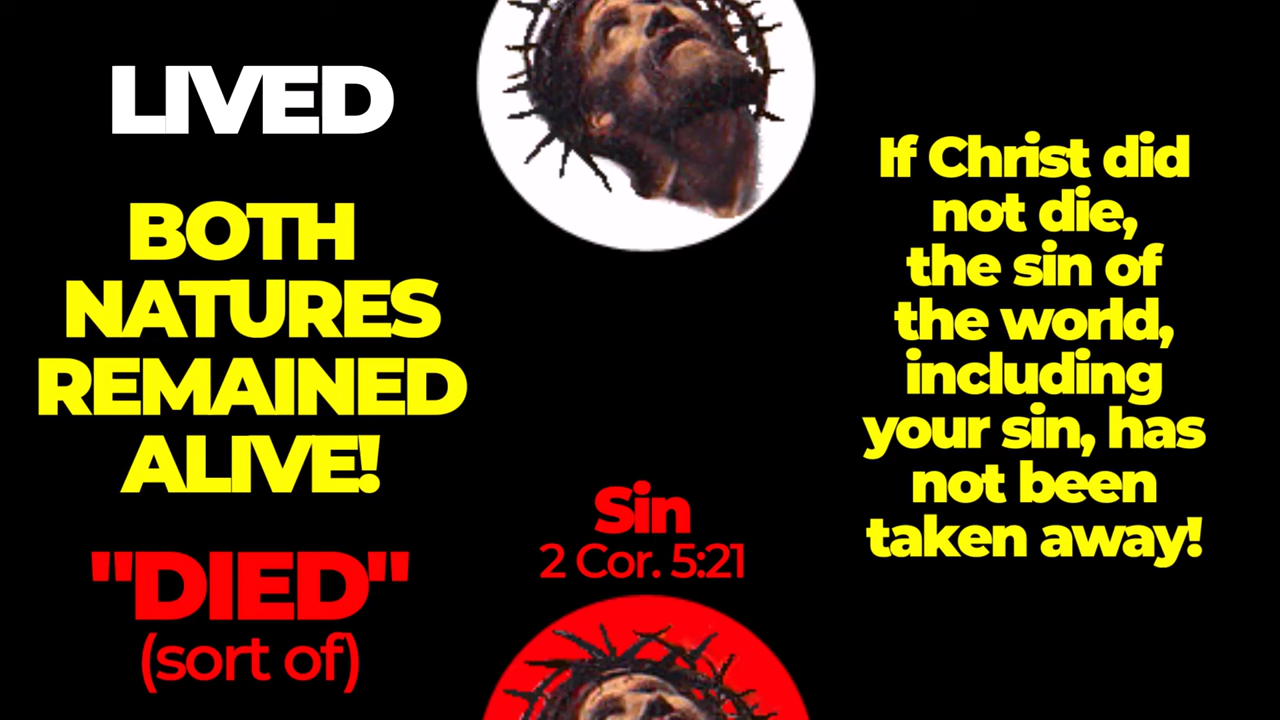 LIVED
BOTH
NATURES
REMAINED
ALIVE!
"DIED"
(sort of)
Sin
2 Cor. 5:21
If Christ did
not die,
the sin of
the world,
including
your sin, has
not been
taken away!